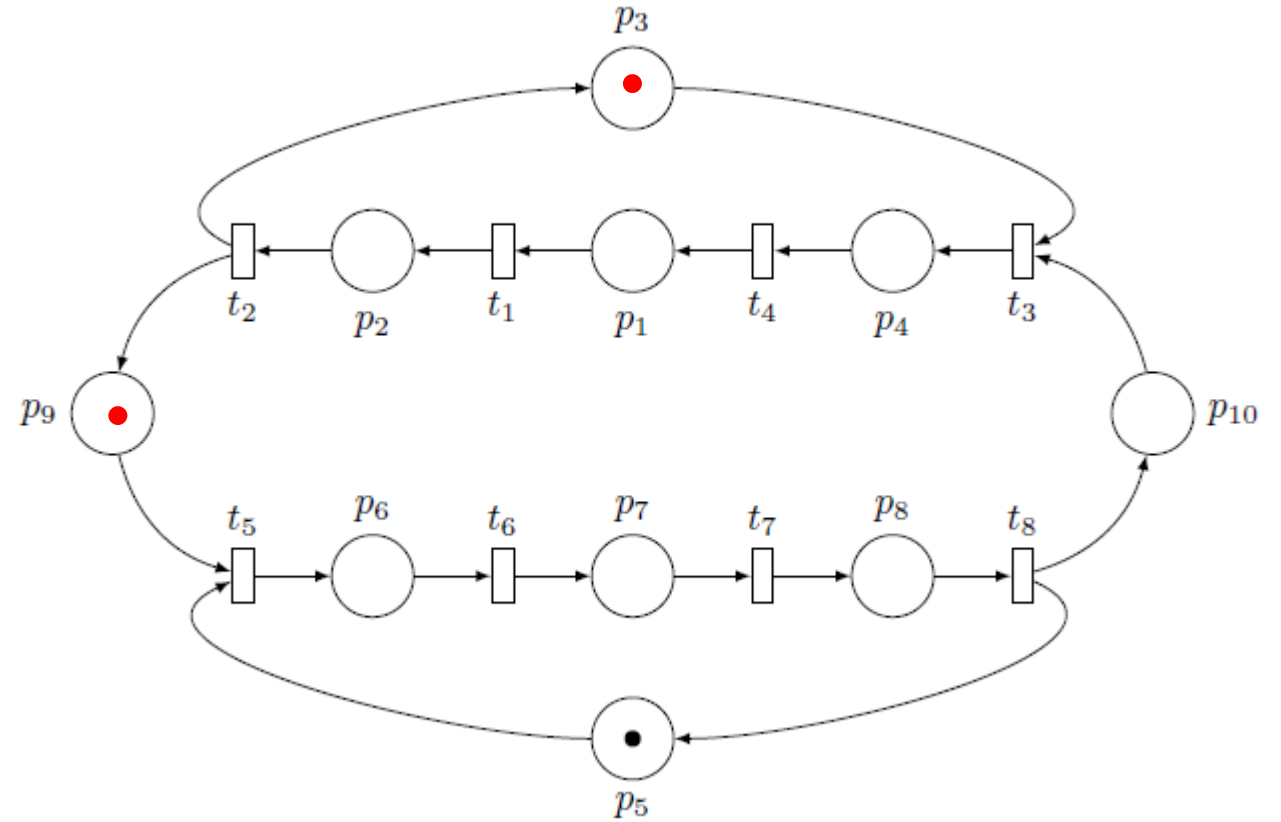 p₃
t₂ p₂ t₁ p₁ t₄ p₄ t₃
p₉ p₁₀
t₅ p₆ t₆ p₇ t₇ p₈ t₈
p₅